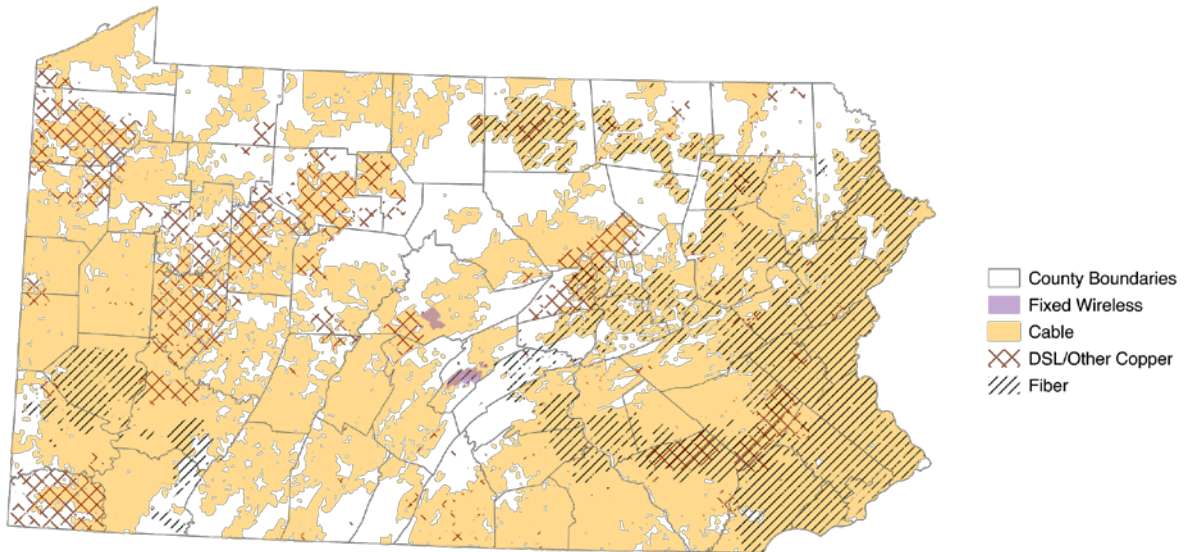 County Boundaries
Fixed Wireless
Cable
DSL/Other Copper
Fiber